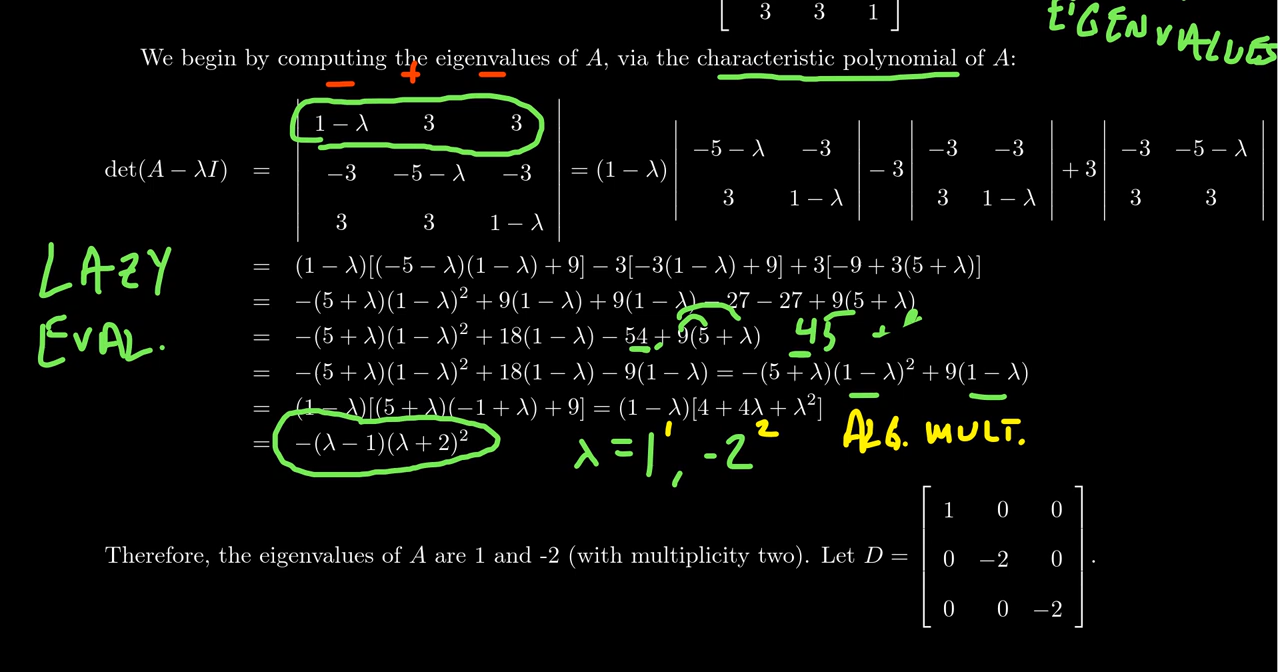 3 3 1
EIGENVALUES
We begin by computing the eigenvalues of A, via the characteristic polynomial of A:
− + −
det(A − λI) = | 1 − λ 3 3 | = (1 − λ) | −5 − λ −3 | − 3 | −3 −3 | + 3 | −3 −5 − λ |
| −3 −5 − λ −3 | | 3 1 − λ | | 3 1 − λ | | 3 3 |
| 3 3 1 − λ |
LAZY
EVAL.
= (1 − λ)[(−5 − λ)(1 − λ) + 9] − 3[−3(1 − λ) + 9] + 3[−9 + 3(5 + λ)]
= −(5 + λ)(1 − λ)² + 9(1 − λ) + 9(1 − λ) − 27 − 27 + 9(5 + λ)
= −(5 + λ)(1 − λ)² + 18(1 − λ) − 54 + 9(5 + λ) 45 +
= −(5 + λ)(1 − λ)² + 18(1 − λ) − 9(1 − λ) = −(5 + λ)(1 − λ)² + 9(1 − λ)
= (1 − λ)[(5 + λ)(−1 + λ) + 9] = (1 − λ)[4 + 4λ + λ²]
= −(λ − 1)(λ + 2)² λ = 1¹, -2² ALG. MULT.
Therefore, the eigenvalues of A are 1 and -2 (with multiplicity two). Let D = [ 1 0 0
0 −2 0
0 0 −2 ].